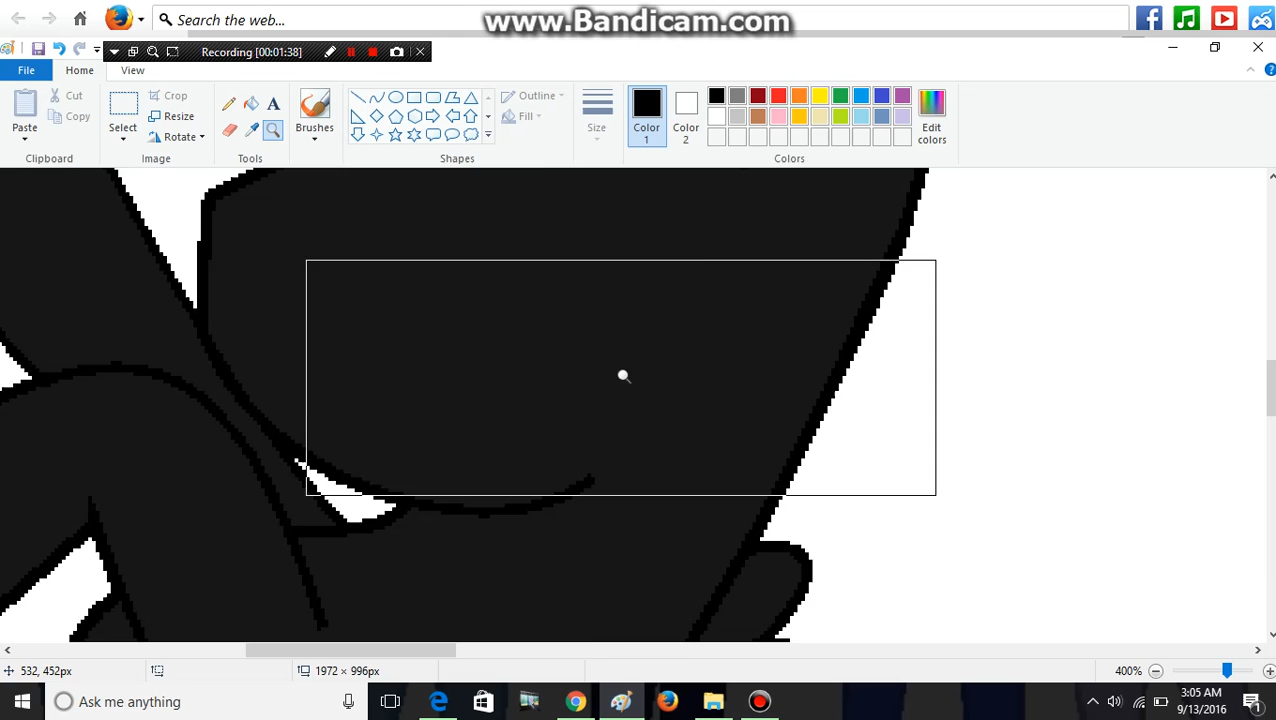 Search the web...
www.Bandicam.com
Recording [00:01:38]
File
Home
View
Paste
Cut
Copy
Clipboard
Select
Crop
Resize
Rotate
Image
A
Tools
Brushes
Outline
Fill
Shapes
Size
Color
1
Color
2
Edit
colors
Colors
532, 452px
1972 × 996px
400%
Ask me anything
3:05 AM
9/13/2016
1